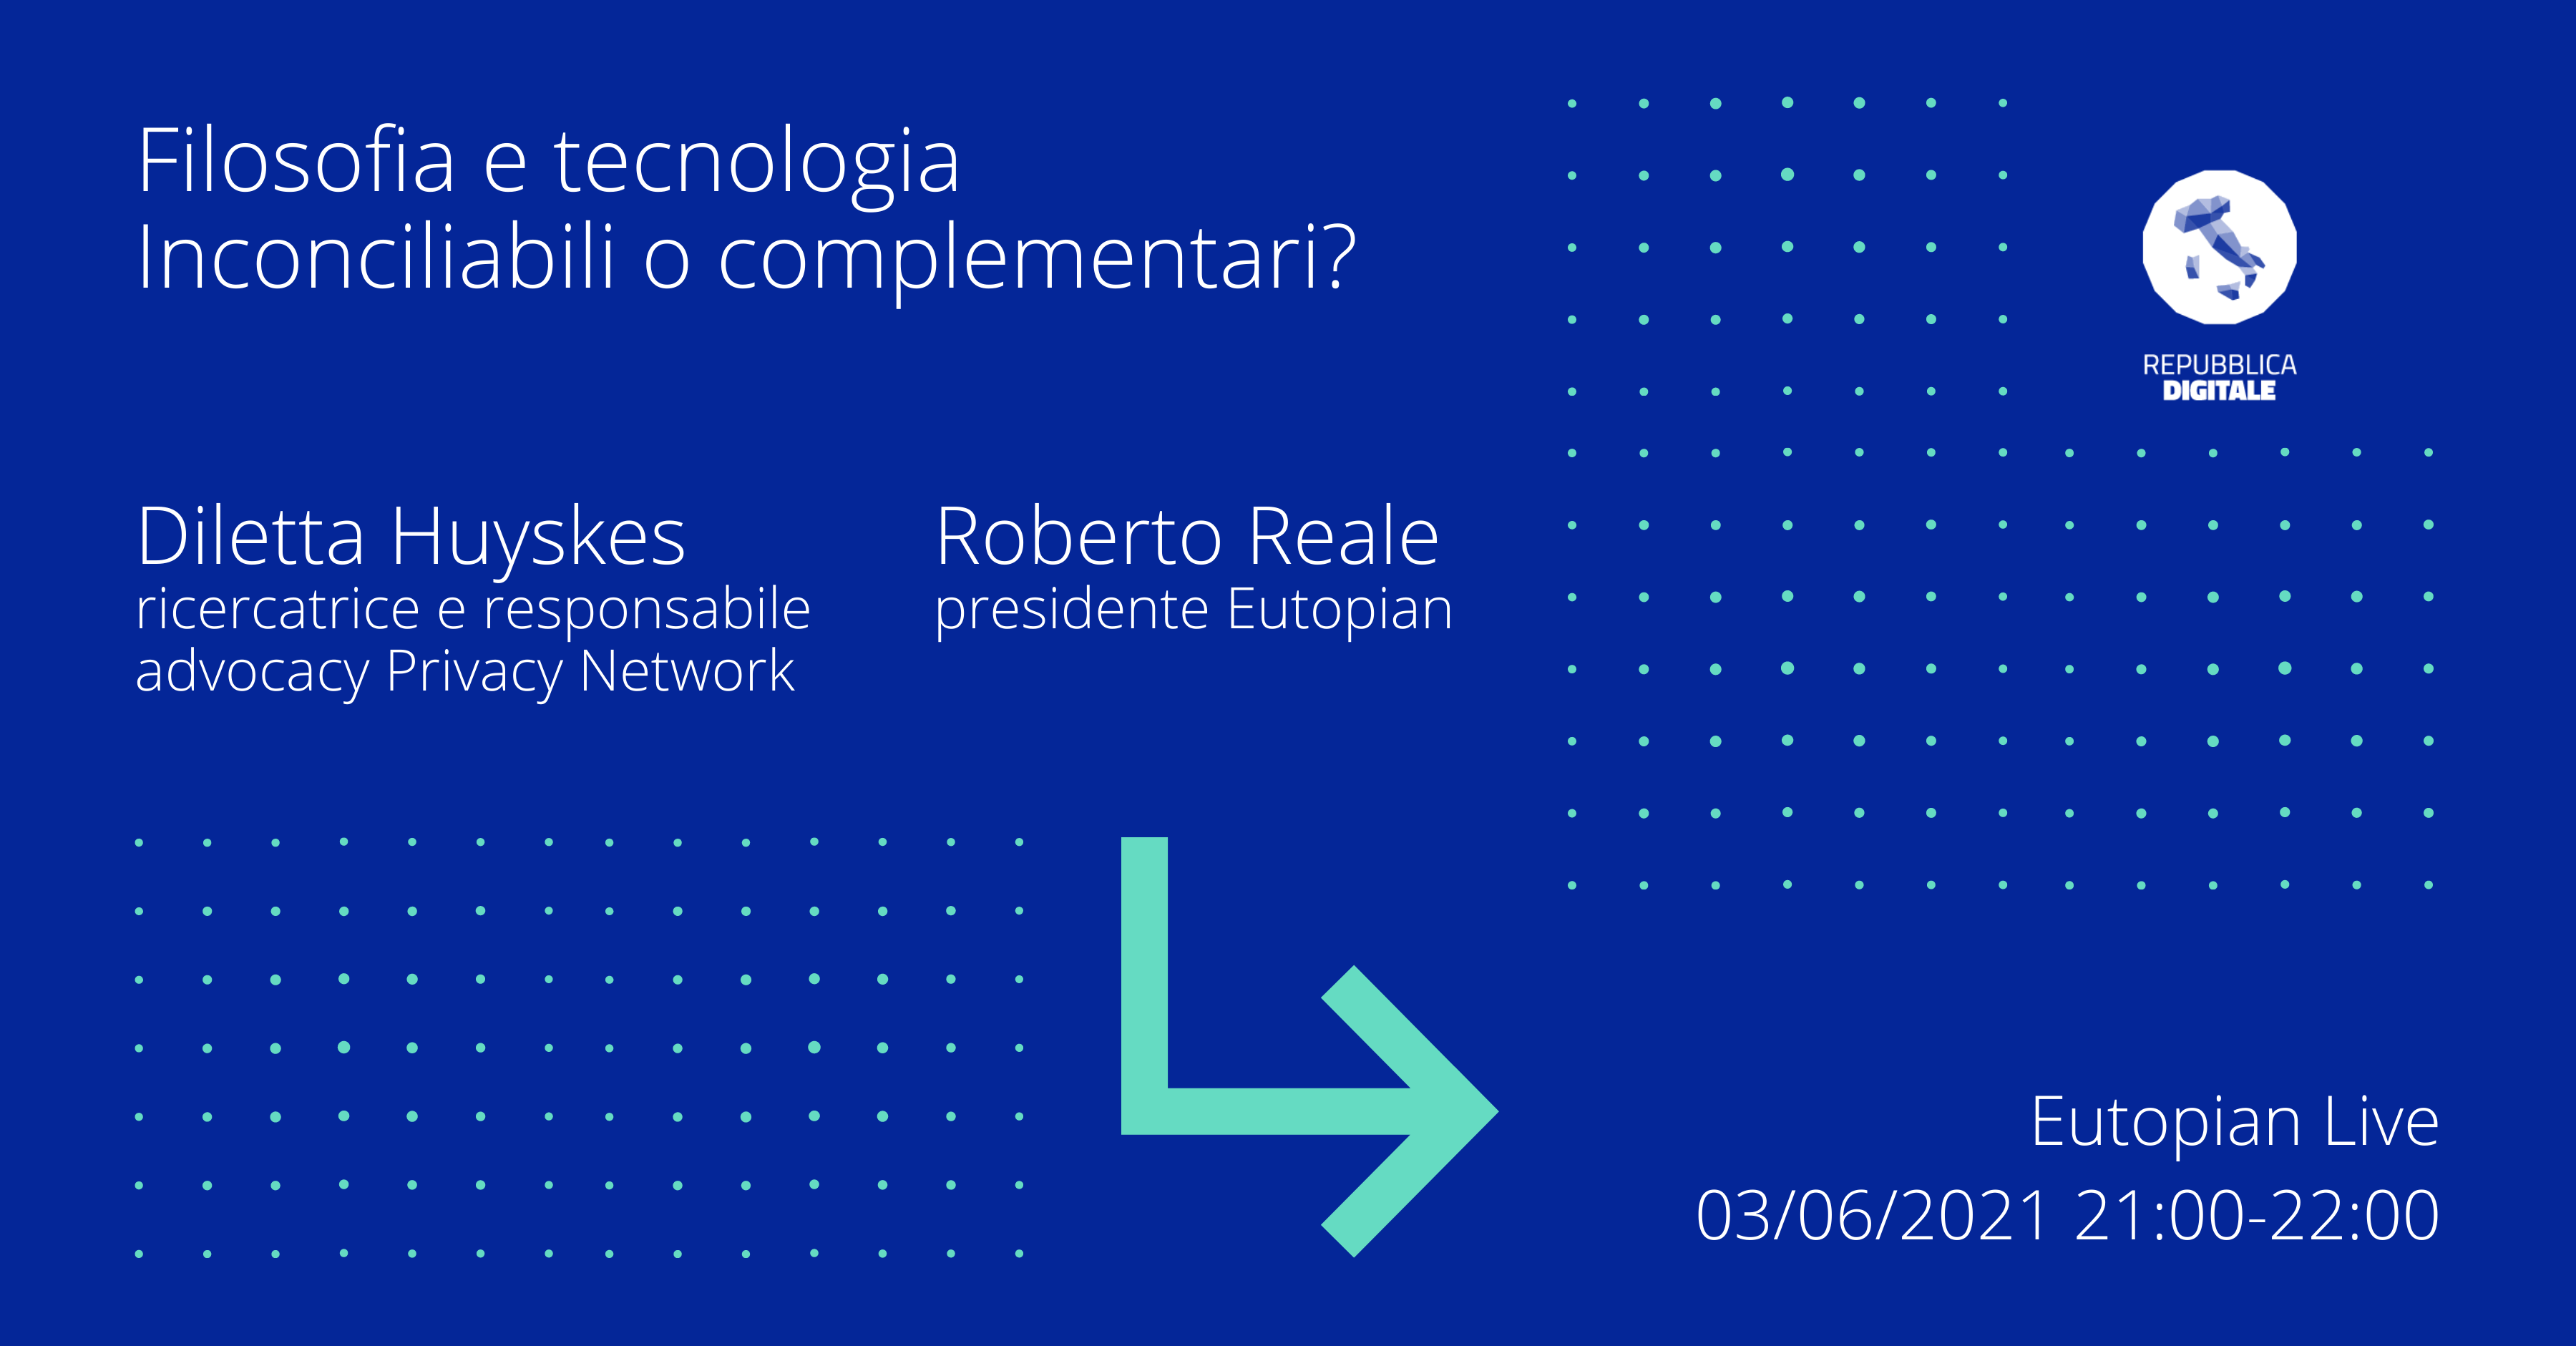 Filosofia e tecnologia
Inconciliabili o complementari?
REPUBBLICA
DIGITALE
Diletta Huyskes
ricercatrice e responsabile
advocacy Privacy Network
Roberto Reale
presidente Eutopian
Eutopian Live
03/06/2021 21:00-22:00